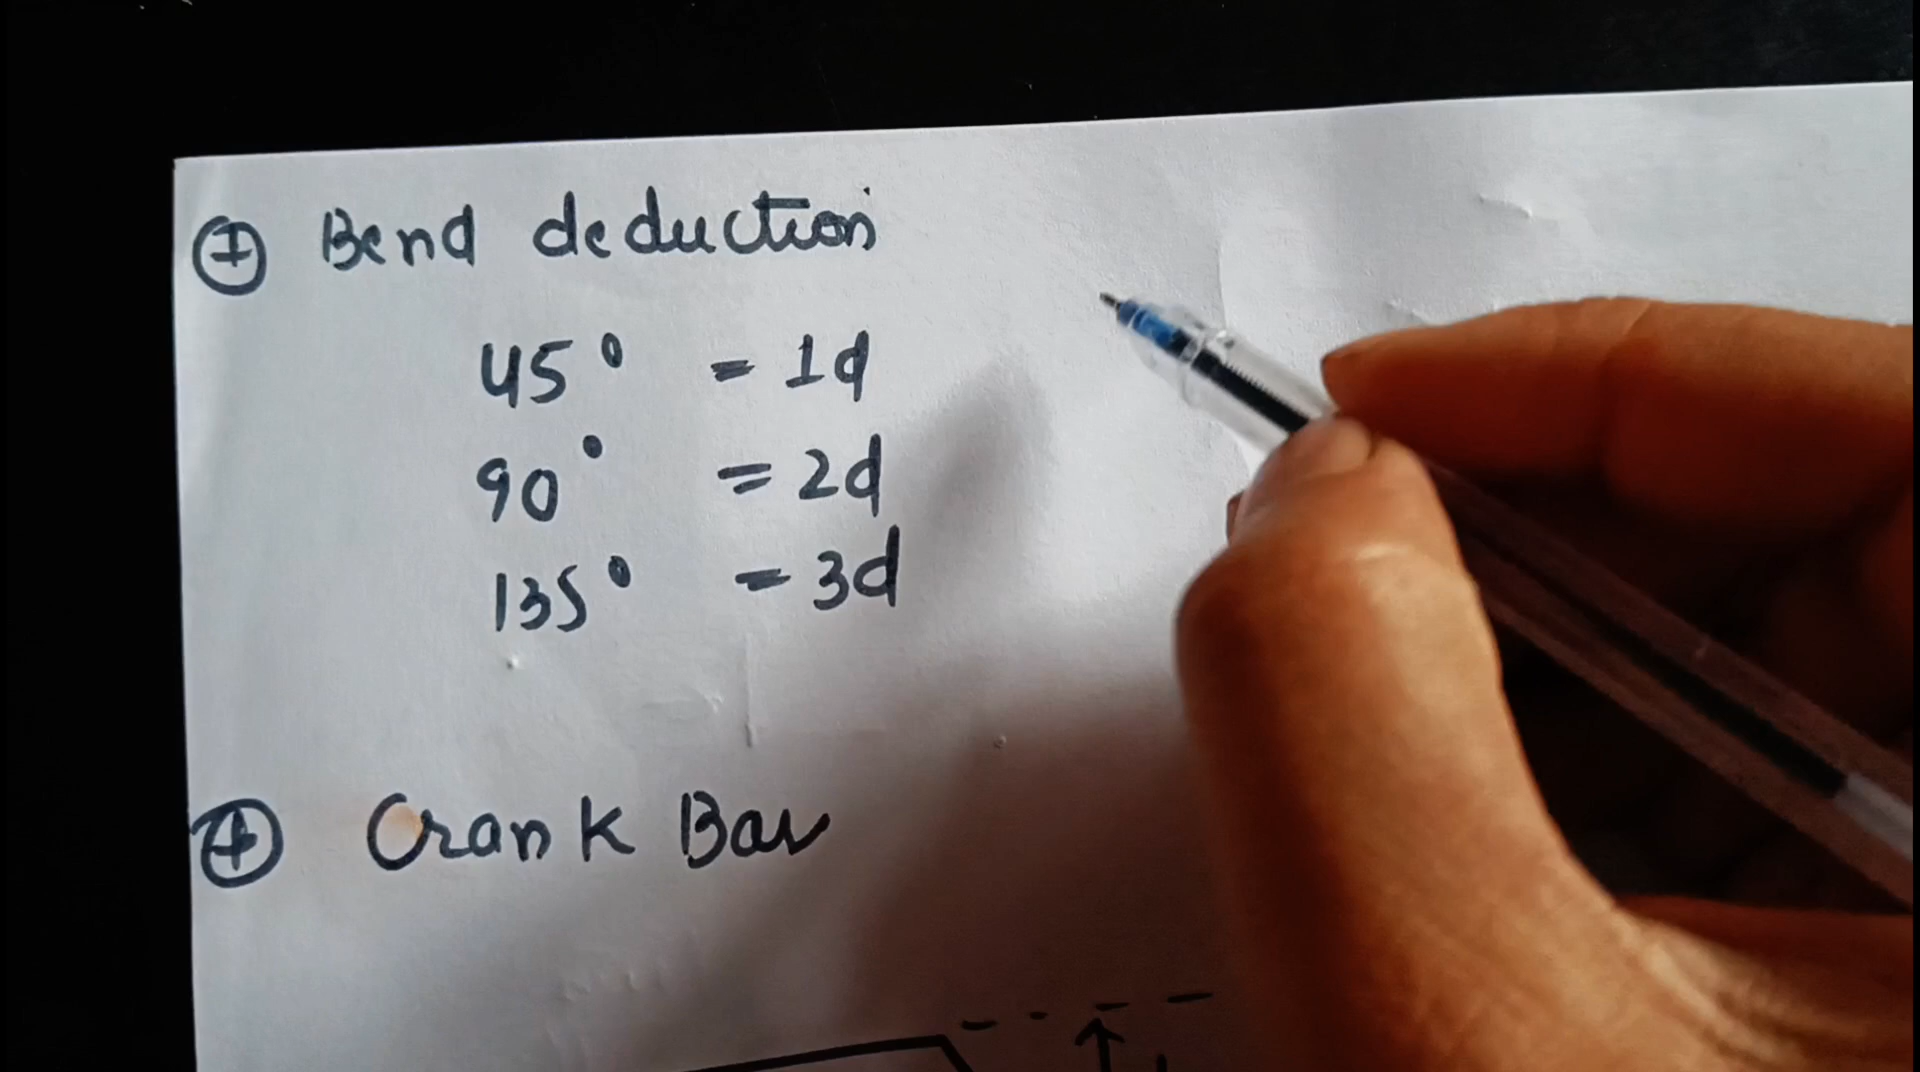 ⊕ Bend deduction
45° = 1d
90° = 2d
135° = 3d
⊕ Crank Bar